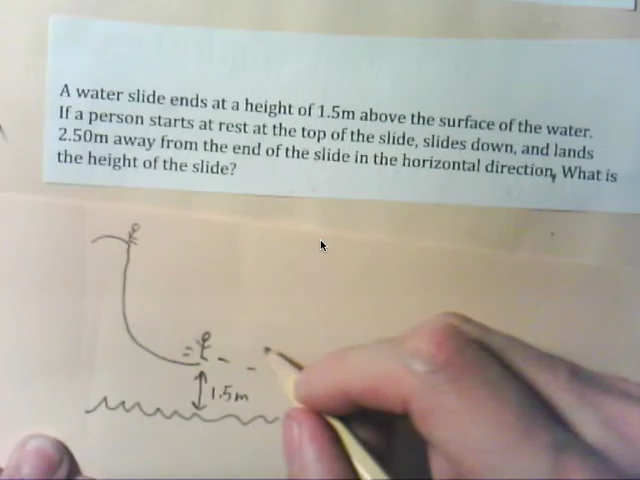 A water slide ends at a height of 1.5m above the surface of the water.
If a person starts at rest at the top of the slide, slides down, and lands
2.50m away from the end of the slide in the horizontal direction, What is
the height of the slide?
1.5m